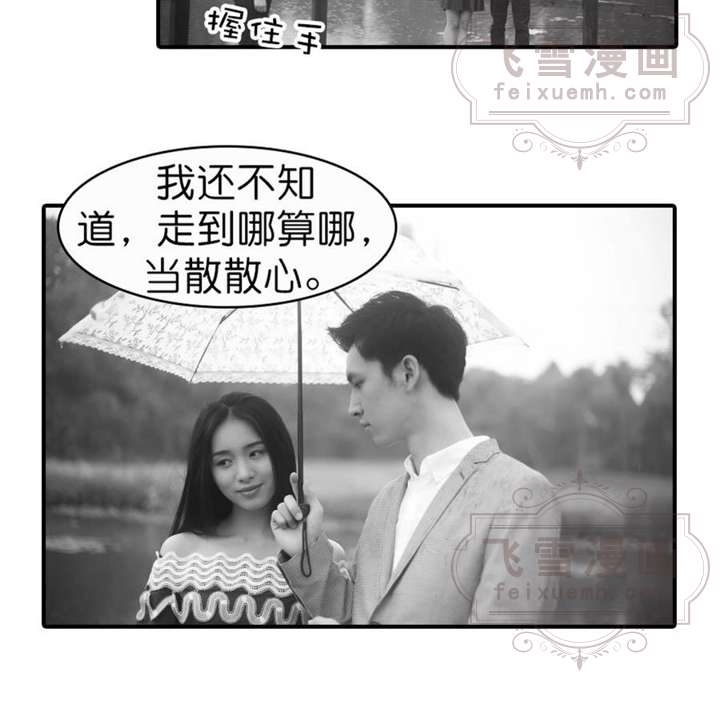 握住手
飞雪漫画
feixuemh.com
我还不知
道，走到哪算哪，
当散散心。
飞雪漫画
feixuemh.com